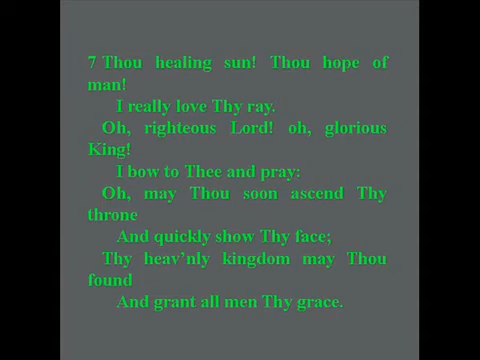 7 Thou healing sun! Thou hope of
man!
I really love Thy ray.
Oh, righteous Lord! oh, glorious
King!
I bow to Thee and pray:
Oh, may Thou soon ascend Thy
throne
And quickly show Thy face;
Thy heav’nly kingdom may Thou
found
And grant all men Thy grace.